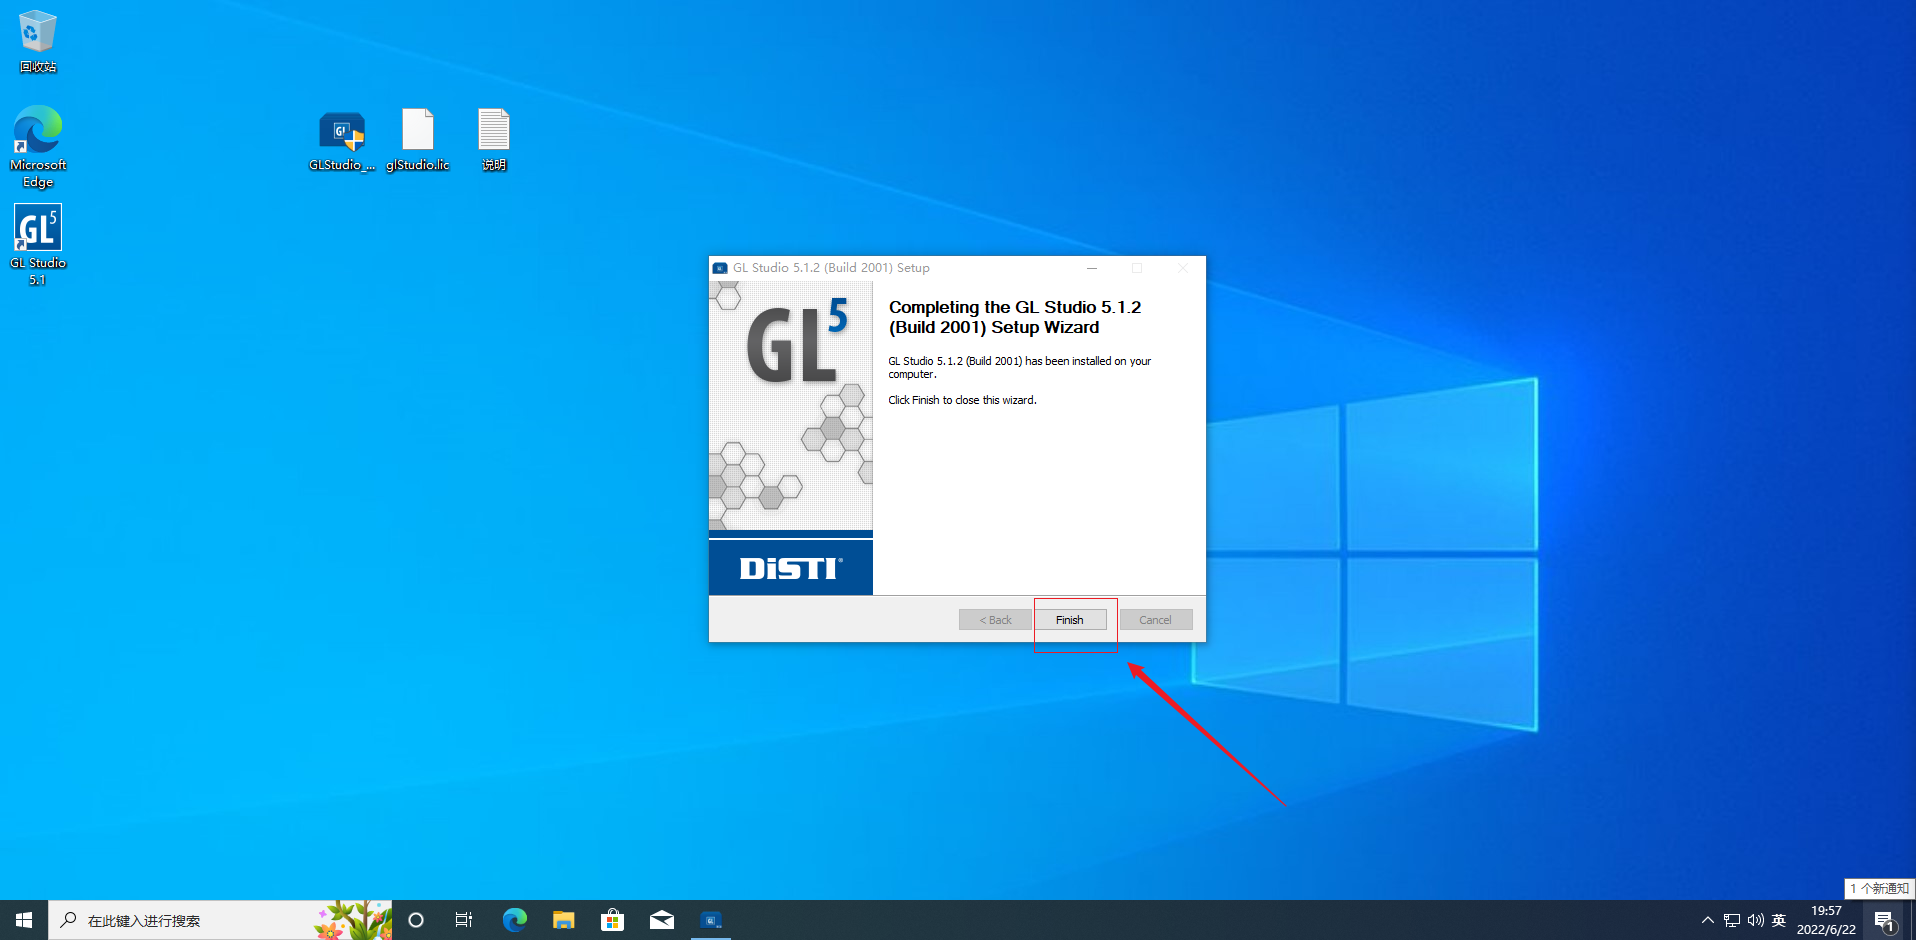 回收站
Microsoft
Edge
GL5
GL Studio
5.1
GL
GLStudio_...
glStudio.lic
说明
GL Studio 5.1.2 (Build 2001) Setup
GL5
DiSTI®
Completing the GL Studio 5.1.2
(Build 2001) Setup Wizard
GL Studio 5.1.2 (Build 2001) has been installed on your
computer.
Click Finish to close this wizard.
< Back
Finish
Cancel
1 个新通知
在此键入进行搜索
GL
英
19:57
2022/6/22
1